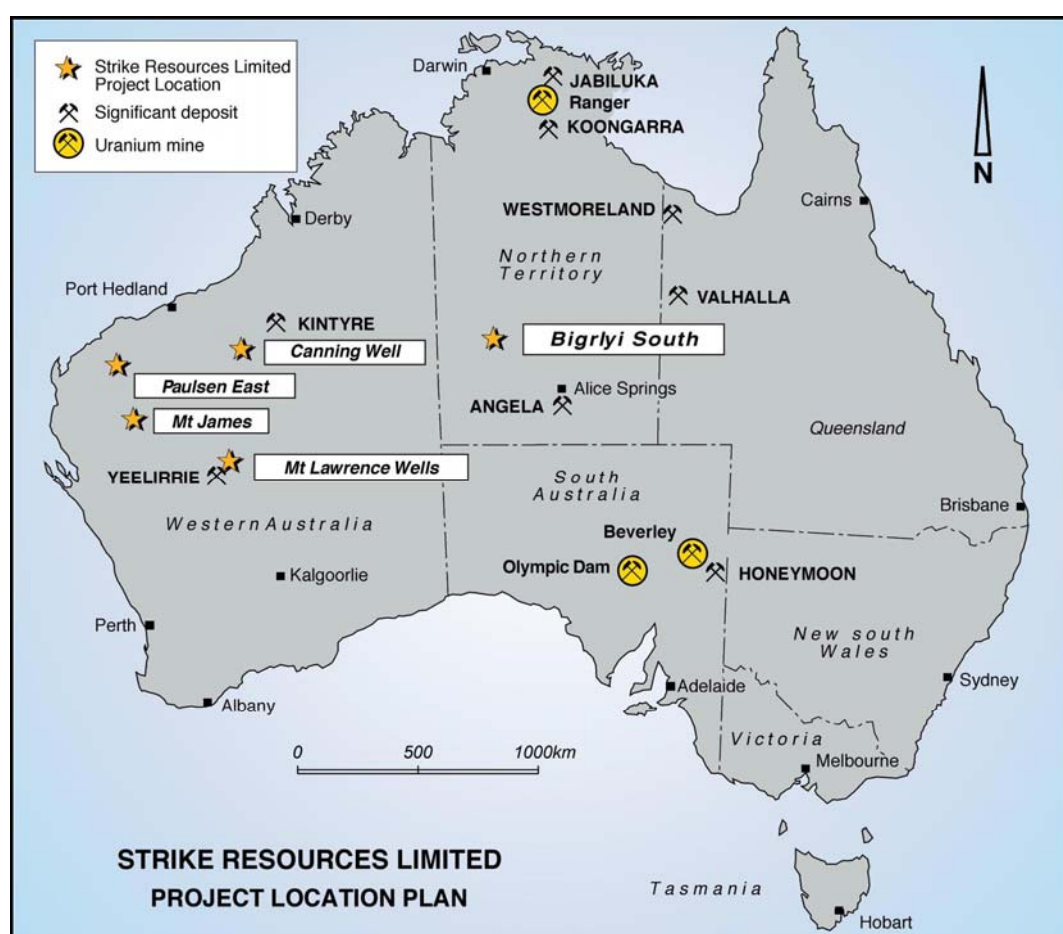 Strike Resources Limited
Project Location
Significant deposit
Uranium mine
Darwin
JABILUKA
Ranger
KOONGARRA
N
Cairns
WESTMORELAND
Derby
Northern
Territory
Port Hedland
VALHALLA
KINTYRE
Canning Well
Bigrlyi South
Paulsen East
Alice Springs
ANGELA
Mt James
Queensland
Mt Lawrence Wells
YEELIRRIE
South
Australia
Western Australia
Brisbane
Beverley
Olympic Dam
HONEYMOON
Kalgoorlie
Perth
New south
Wales
Sydney
Adelaide
Albany
Victoria
0 500 1000km
Melbourne
STRIKE RESOURCES LIMITED
PROJECT LOCATION PLAN
Tasmania
Hobart